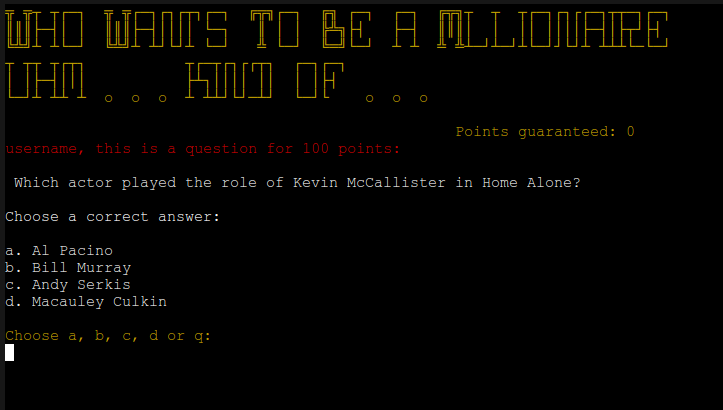 WHO WANTS TO BE A MILLIONAIRE
UHM . . . KIND OF . . .
Points guaranteed: 0
username, this is a question for 100 points:
Which actor played the role of Kevin McCallister in Home Alone?
Choose a correct answer:
a. Al Pacino
b. Bill Murray
c. Andy Serkis
d. Macauley Culkin
Choose a, b, c, d or q: